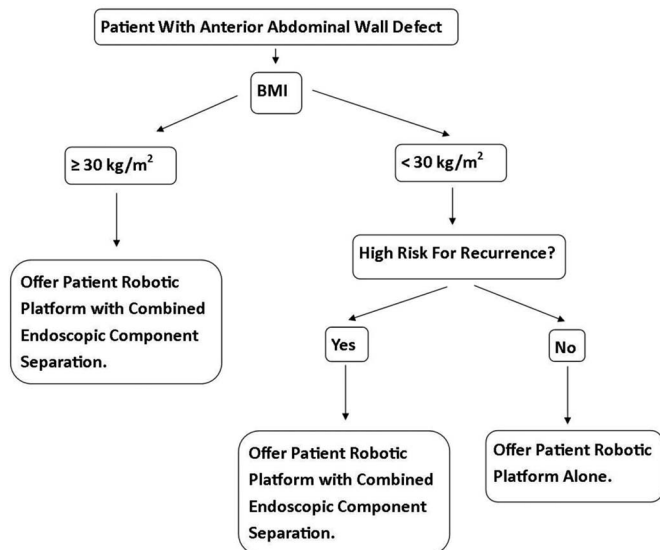 Patient With Anterior Abdominal Wall Defect
BMI
≥ 30 kg/m²
< 30 kg/m²
High Risk For Recurrence?
Offer Patient Robotic
Platform with Combined
Endoscopic Component
Separation.
Yes
No
Offer Patient Robotic
Platform with Combined
Endoscopic Component
Separation.
Offer Patient Robotic
Platform Alone.